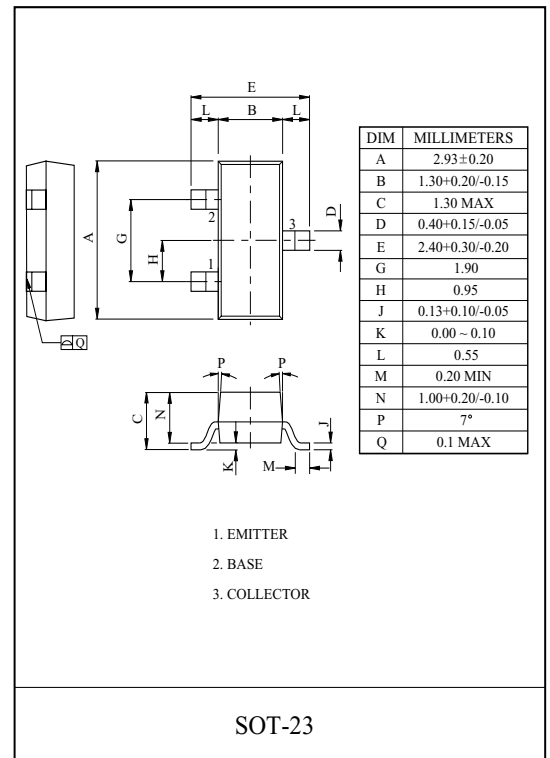 E
L B L
A
G
H
2
1
3
D
Q
P P
C
N
K
M
J
DIM MILLIMETERS
A 2.93±0.20
B 1.30+0.20/-0.15
C 1.30 MAX
D 0.40+0.15/-0.05
E 2.40+0.30/-0.20
G 1.90
H 0.95
J 0.13+0.10/-0.05
K 0.00 ~ 0.10
L 0.55
M 0.20 MIN
N 1.00+0.20/-0.10
P 7°
Q 0.1 MAX
1. EMITTER
2. BASE
3. COLLECTOR
SOT-23